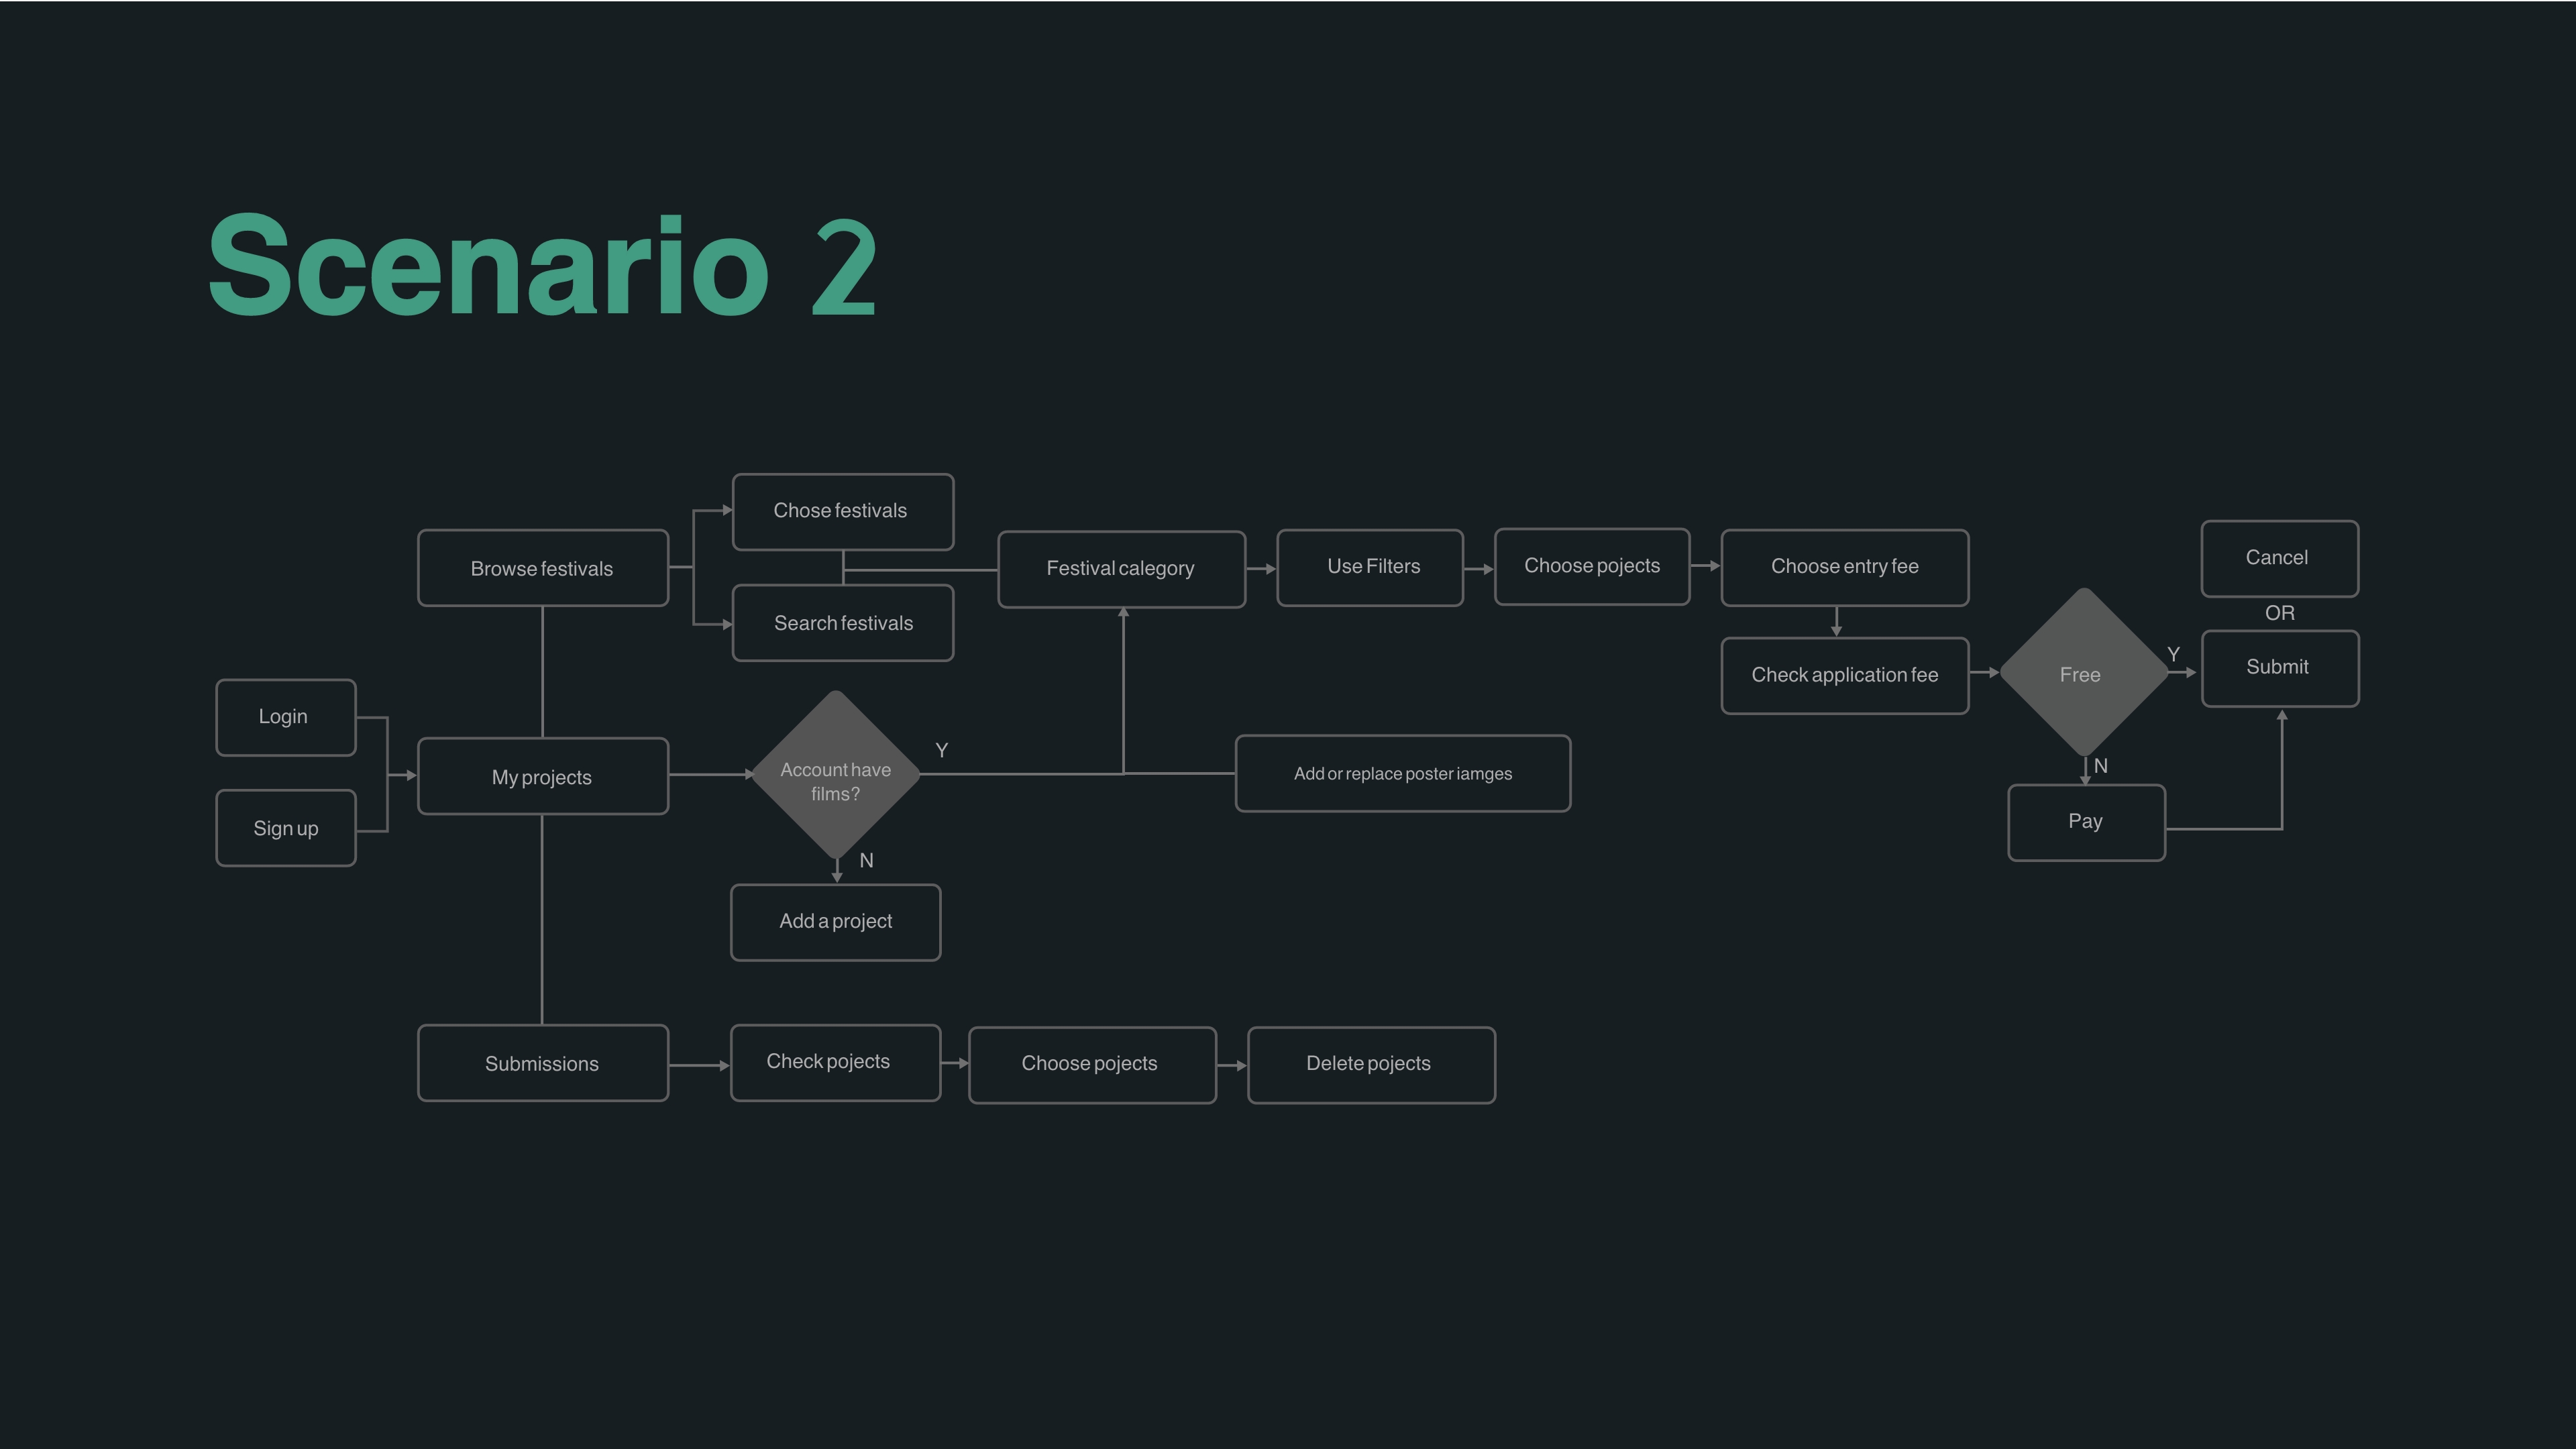 Scenario 2
Chose festivals
Browse festivals
Search festivals
Festival category
Use Filters
Choose pojects
Choose entry fee
Cancel
OR
Submit
Check application fee
Free
Y
N
Pay
Login
Sign up
My projects
Account have
films?
Y
N
Add or replace poster iamges
Add a project
Submissions
Check pojects
Choose pojects
Delete pojects